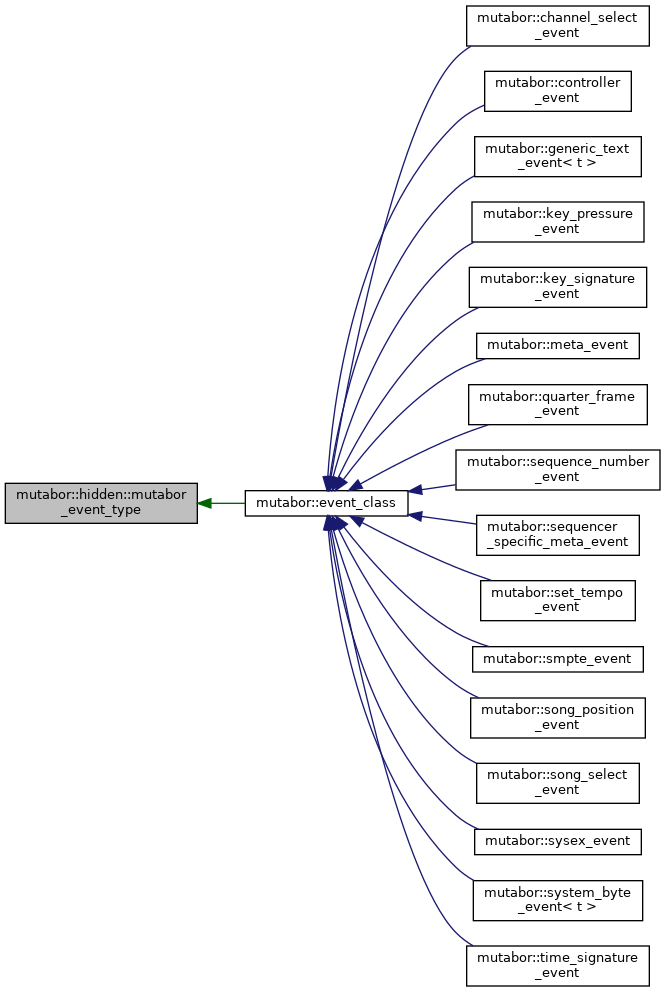 mutabor::channel_select
_event
mutabor::controller
_event
mutabor::generic_text
_event< t >
mutabor::key_pressure
_event
mutabor::key_signature
_event
mutabor::meta_event
mutabor::quarter_frame
_event
mutabor::sequence_number
_event
mutabor::hidden::mutabor
_event_type
mutabor::event_class
mutabor::sequencer
_specific_meta_event
mutabor::set_tempo
_event
mutabor::smpte_event
mutabor::song_position
_event
mutabor::song_select
_event
mutabor::sysex_event
mutabor::system_byte
_event< t >
mutabor::time_signature
_event